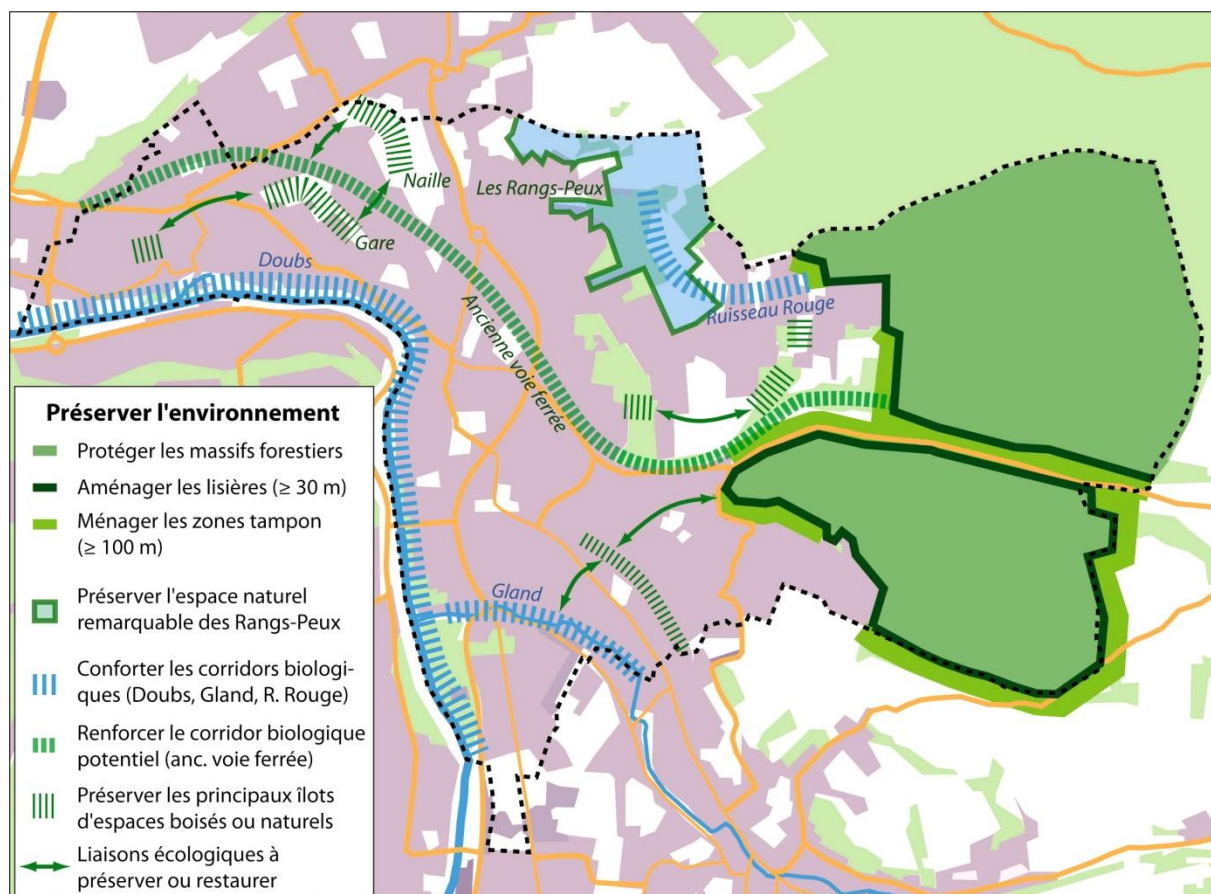 Naille
Les Rangs-Peux
Gare
Doubs
Ruisseau Rouge
Ancienne voie ferrée
Gland
Préserver l'environnement
Protéger les massifs forestiers
Aménager les lisières (≥ 30 m)
Ménager les zones tampon
(≥ 100 m)
Préserver l'espace naturel
remarquable des Rangs-Peux
Conforter les corridors biologi-
ques (Doubs, Gland, R. Rouge)
Renforcer le corridor biologique
potentiel (anc. voie ferrée)
Préserver les principaux îlots
d'espaces boisés ou naturels
Liaisons écologiques à
préserver ou restaurer